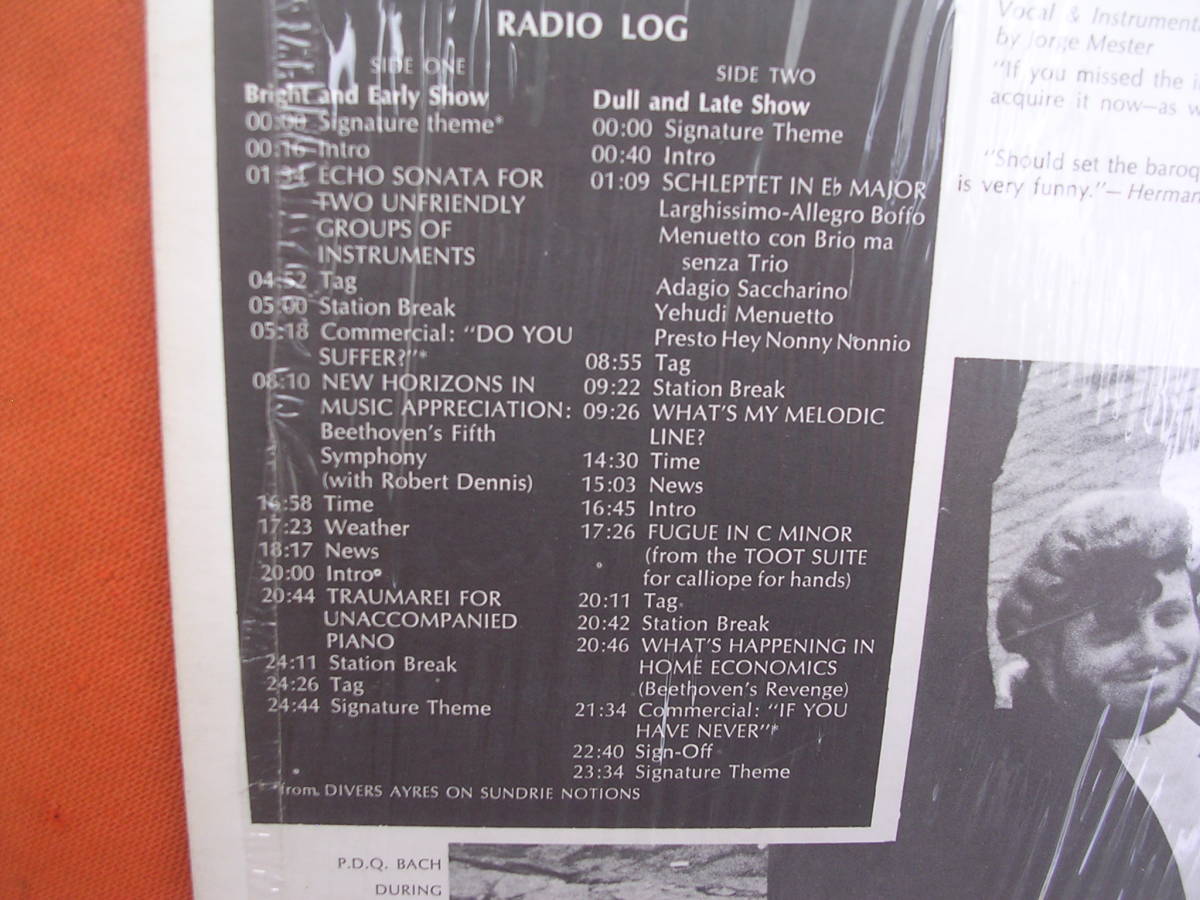 RADIO LOG
SIDE ONE
Bright and Early Show
00:00 Signature theme*
00:16 Intro
01:34 ECHO SONATA FOR
TWO UNFRIENDLY
GROUPS OF
INSTRUMENTS
04:52 Tag
05:00 Station Break
05:18 Commercial: "DO YOU
SUFFER?"*
08:10 NEW HORIZONS IN
MUSIC APPRECIATION:
Beethoven's Fifth
Symphony
(with Robert Dennis)
16:58 Time
17:23 Weather
18:17 News
20:00 Intro
20:44 TRAUMAREI FOR
UNACCOMPANIED
PIANO
24:11 Station Break
24:26 Tag
24:44 Signature Theme
SIDE TWO
Dull and Late Show
00:00 Signature Theme
00:40 Intro
01:09 SCHLEPTET IN E♭ MAJOR
Larghissimo-Allegro Boffo
Menuetto con Brio ma
senza Trio
Adagio Saccharino
Yehudi Menuetto
Presto Hey Nonny Nonnio
08:55 Tag
09:22 Station Break
09:26 WHAT'S MY MELODIC
LINE?
14:30 Time
15:03 News
16:45 Intro
17:26 FUGUE IN C MINOR
(from the TOOT SUITE
for calliope for hands)
20:11 Tag
20:42 Station Break
20:46 WHAT'S HAPPENING IN
HOME ECONOMICS
(Beethoven's Revenge)
21:34 Commercial: "IF YOU
HAVE NEVER"*
22:40 Sign-Off
23:34 Signature Theme
*from DIVERS AYRES ON SUNDRIE NOTIONS
Vocal & Instrument
by Jorge Mester
"If you missed the
acquire it now—as
"Should set the baroq
is very funny."— Herman
P.D.Q. BACH
DURING